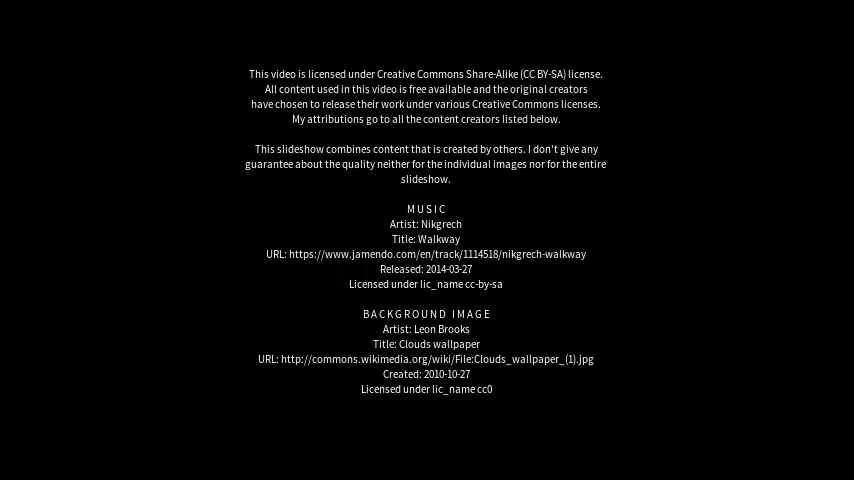 This video is licensed under Creative Commons Share-Alike (CC BY-SA) license.
All content used in this video is free available and the original creators
have chosen to release their work under various Creative Commons licenses.
My attributions go to all the content creators listed below.
This slideshow combines content that is created by others. I don't give any
guarantee about the quality neither for the individual images nor for the entire
slideshow.
MUSIC
Artist: Nikgrech
Title: Walkway
URL: https://www.jamendo.com/en/track/1114518/nikgrech-walkway
Released: 2014-03-27
Licensed under lic_name cc-by-sa
BACKGROUND IMAGE
Artist: Leon Brooks
Title: Clouds wallpaper
URL: http://commons.wikimedia.org/wiki/File:Clouds_wallpaper_(1).jpg
Created: 2010-10-27
Licensed under lic_name cc0